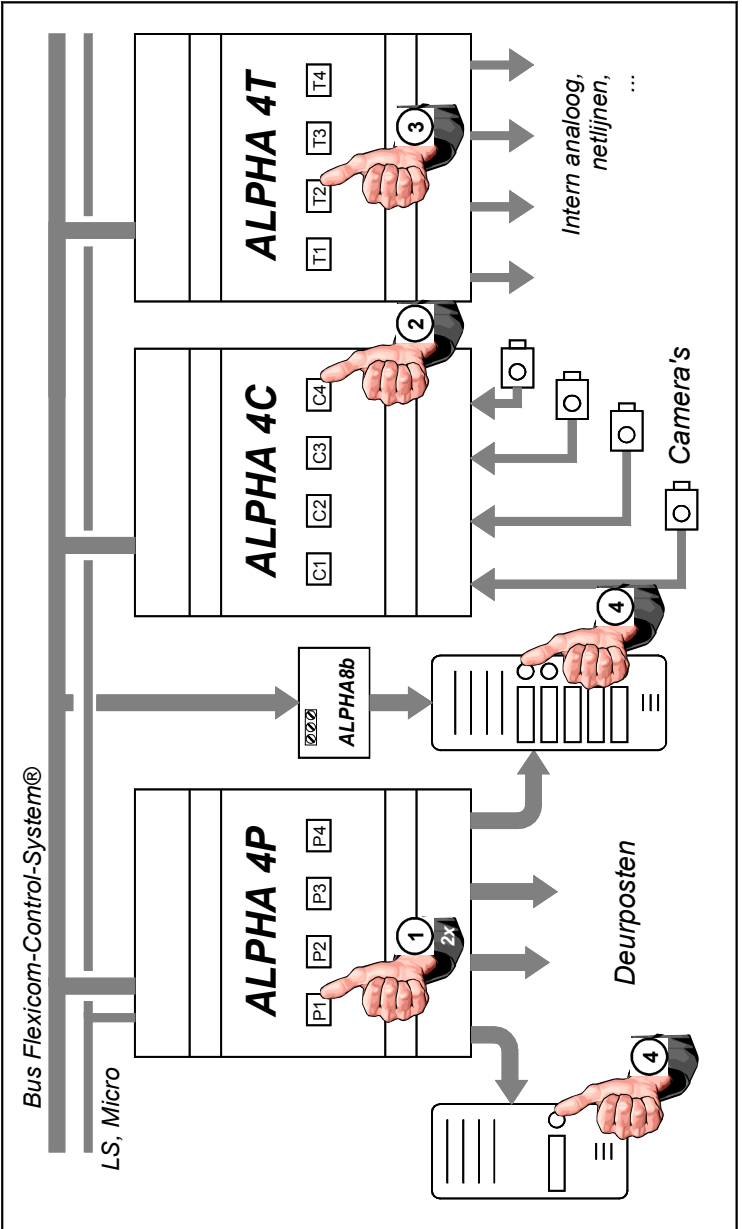 Bus Flexicom-Control-System®
LS, Micro
ALPHA 4P
P1 P2 P3 P4
1
2x
ALPHA8b
ALPHA 4C
C1 C2 C3 C4
2
ALPHA 4T
T1 T2 T3 T4
3
4
4
Deurposten
Camera's
Intern analoog,
netlijnen,
...